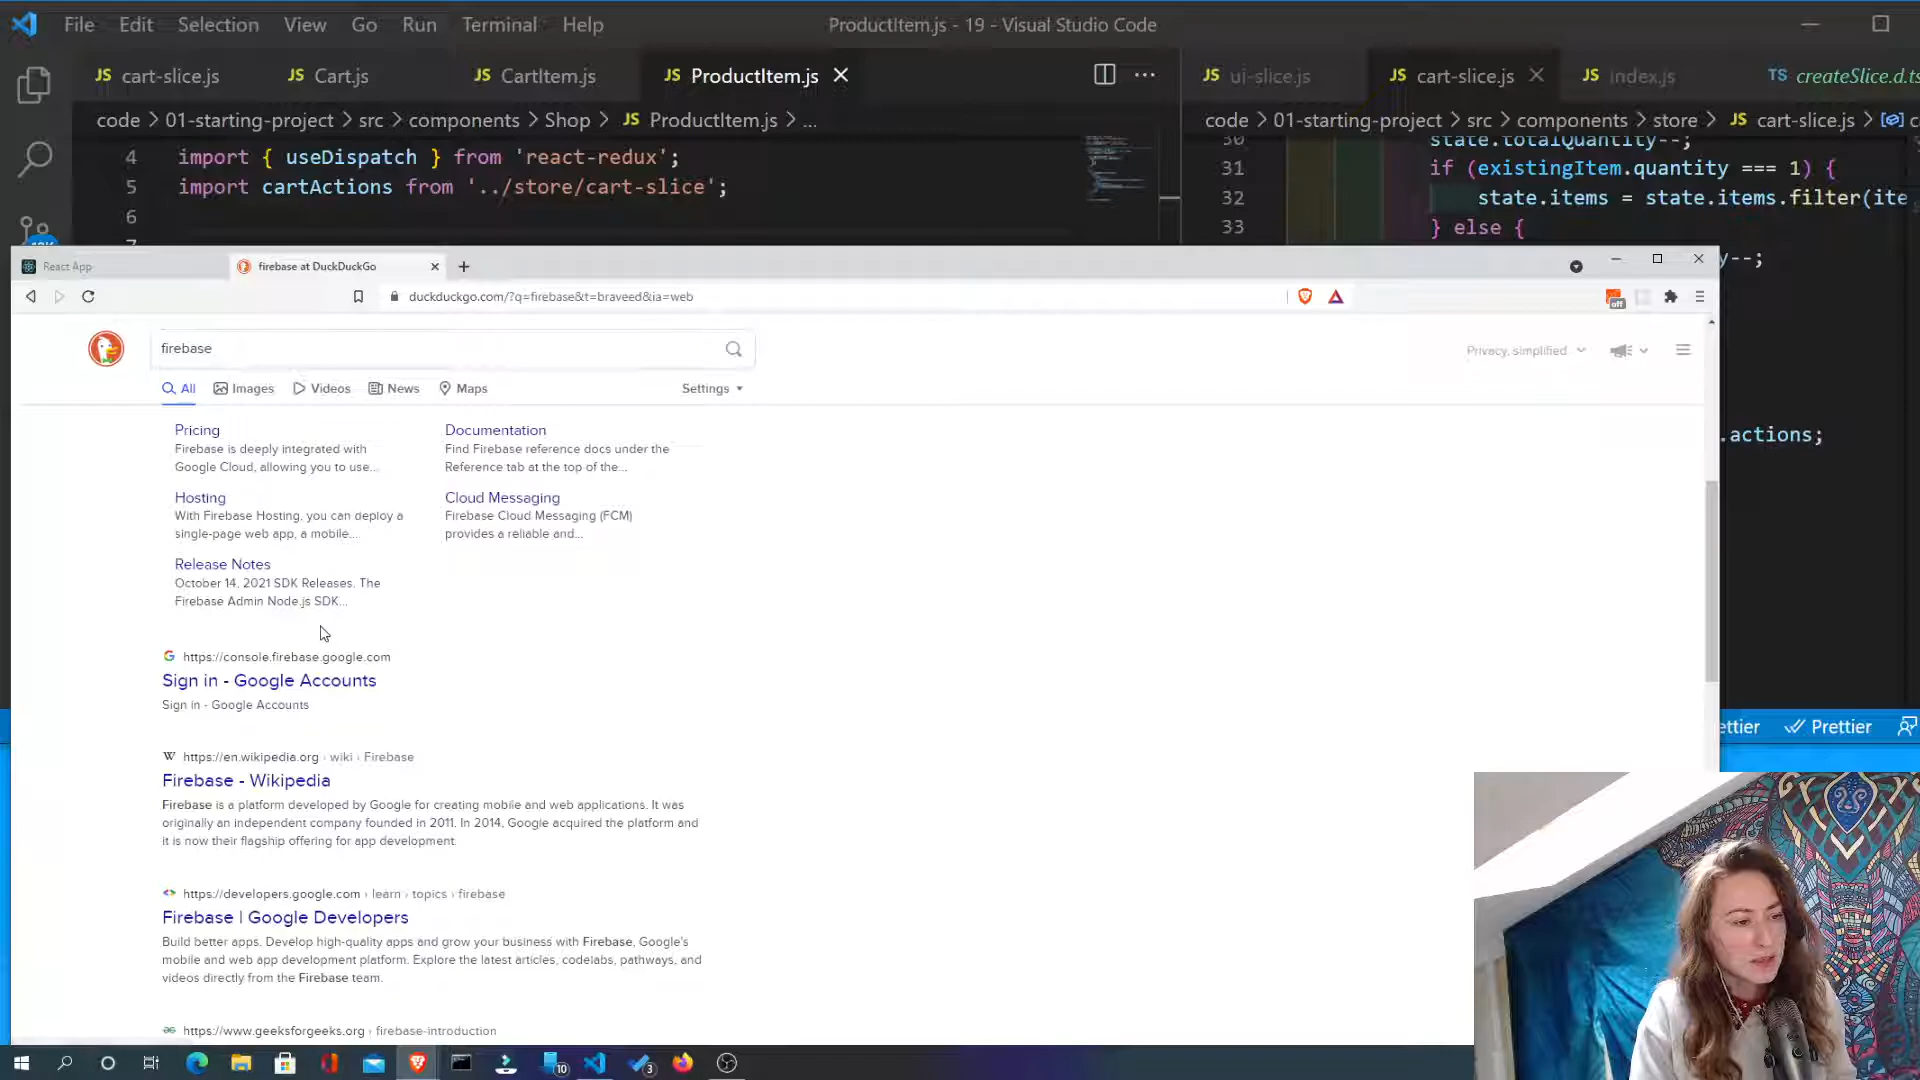 File Edit Selection View Go Run Terminal Help
ProductItem.js - 19 - Visual Studio Code
JS cart-slice.js JS Cart.js JS CartItem.js JS ProductItem.js
JS ui-slice.js JS cart-slice.js JS index.js TS createSlice.d.ts
code > 01-starting-project > src > components > Shop > JS ProductItem.js > ...
code > 01-starting-project > src > components > store > JS cart-slice.js >
4 import { useDispatch } from 'react-redux';
5 import cartActions from '../store/cart-slice';
6
30 state.totalQuantity--;
31 if (existingItem.quantity === 1) {
32 state.items = state.items.filter(ite
33 } else {
y--;
.actions;
React App
firebase at DuckDuckGo
duckduckgo.com/?q=firebase&t=braveed&ia=web
off
firebase
Privacy, simplified.
All Images Videos News Maps Settings
Pricing
Firebase is deeply integrated with
Google Cloud, allowing you to use...
Documentation
Find Firebase reference docs under the
Reference tab at the top of the...
Hosting
With Firebase Hosting, you can deploy a
single-page web app, a mobile...
Cloud Messaging
Firebase Cloud Messaging (FCM)
provides a reliable and...
Release Notes
October 14, 2021 SDK Releases. The
Firebase Admin Node.js SDK...
https://console.firebase.google.com
Sign in - Google Accounts
Sign in - Google Accounts
https://en.wikipedia.org › wiki › Firebase
Firebase - Wikipedia
Firebase is a platform developed by Google for creating mobile and web applications. It was
originally an independent company founded in 2011. In 2014, Google acquired the platform and
it is now their flagship offering for app development.
https://developers.google.com › learn › topics › firebase
Firebase | Google Developers
Build better apps. Develop high-quality apps and grow your business with Firebase, Google's
mobile and web app development platform. Explore the latest articles, codelabs, pathways, and
videos directly from the Firebase team.
https://www.geeksforgeeks.org › firebase-introduction
ettier Prettier
10
3